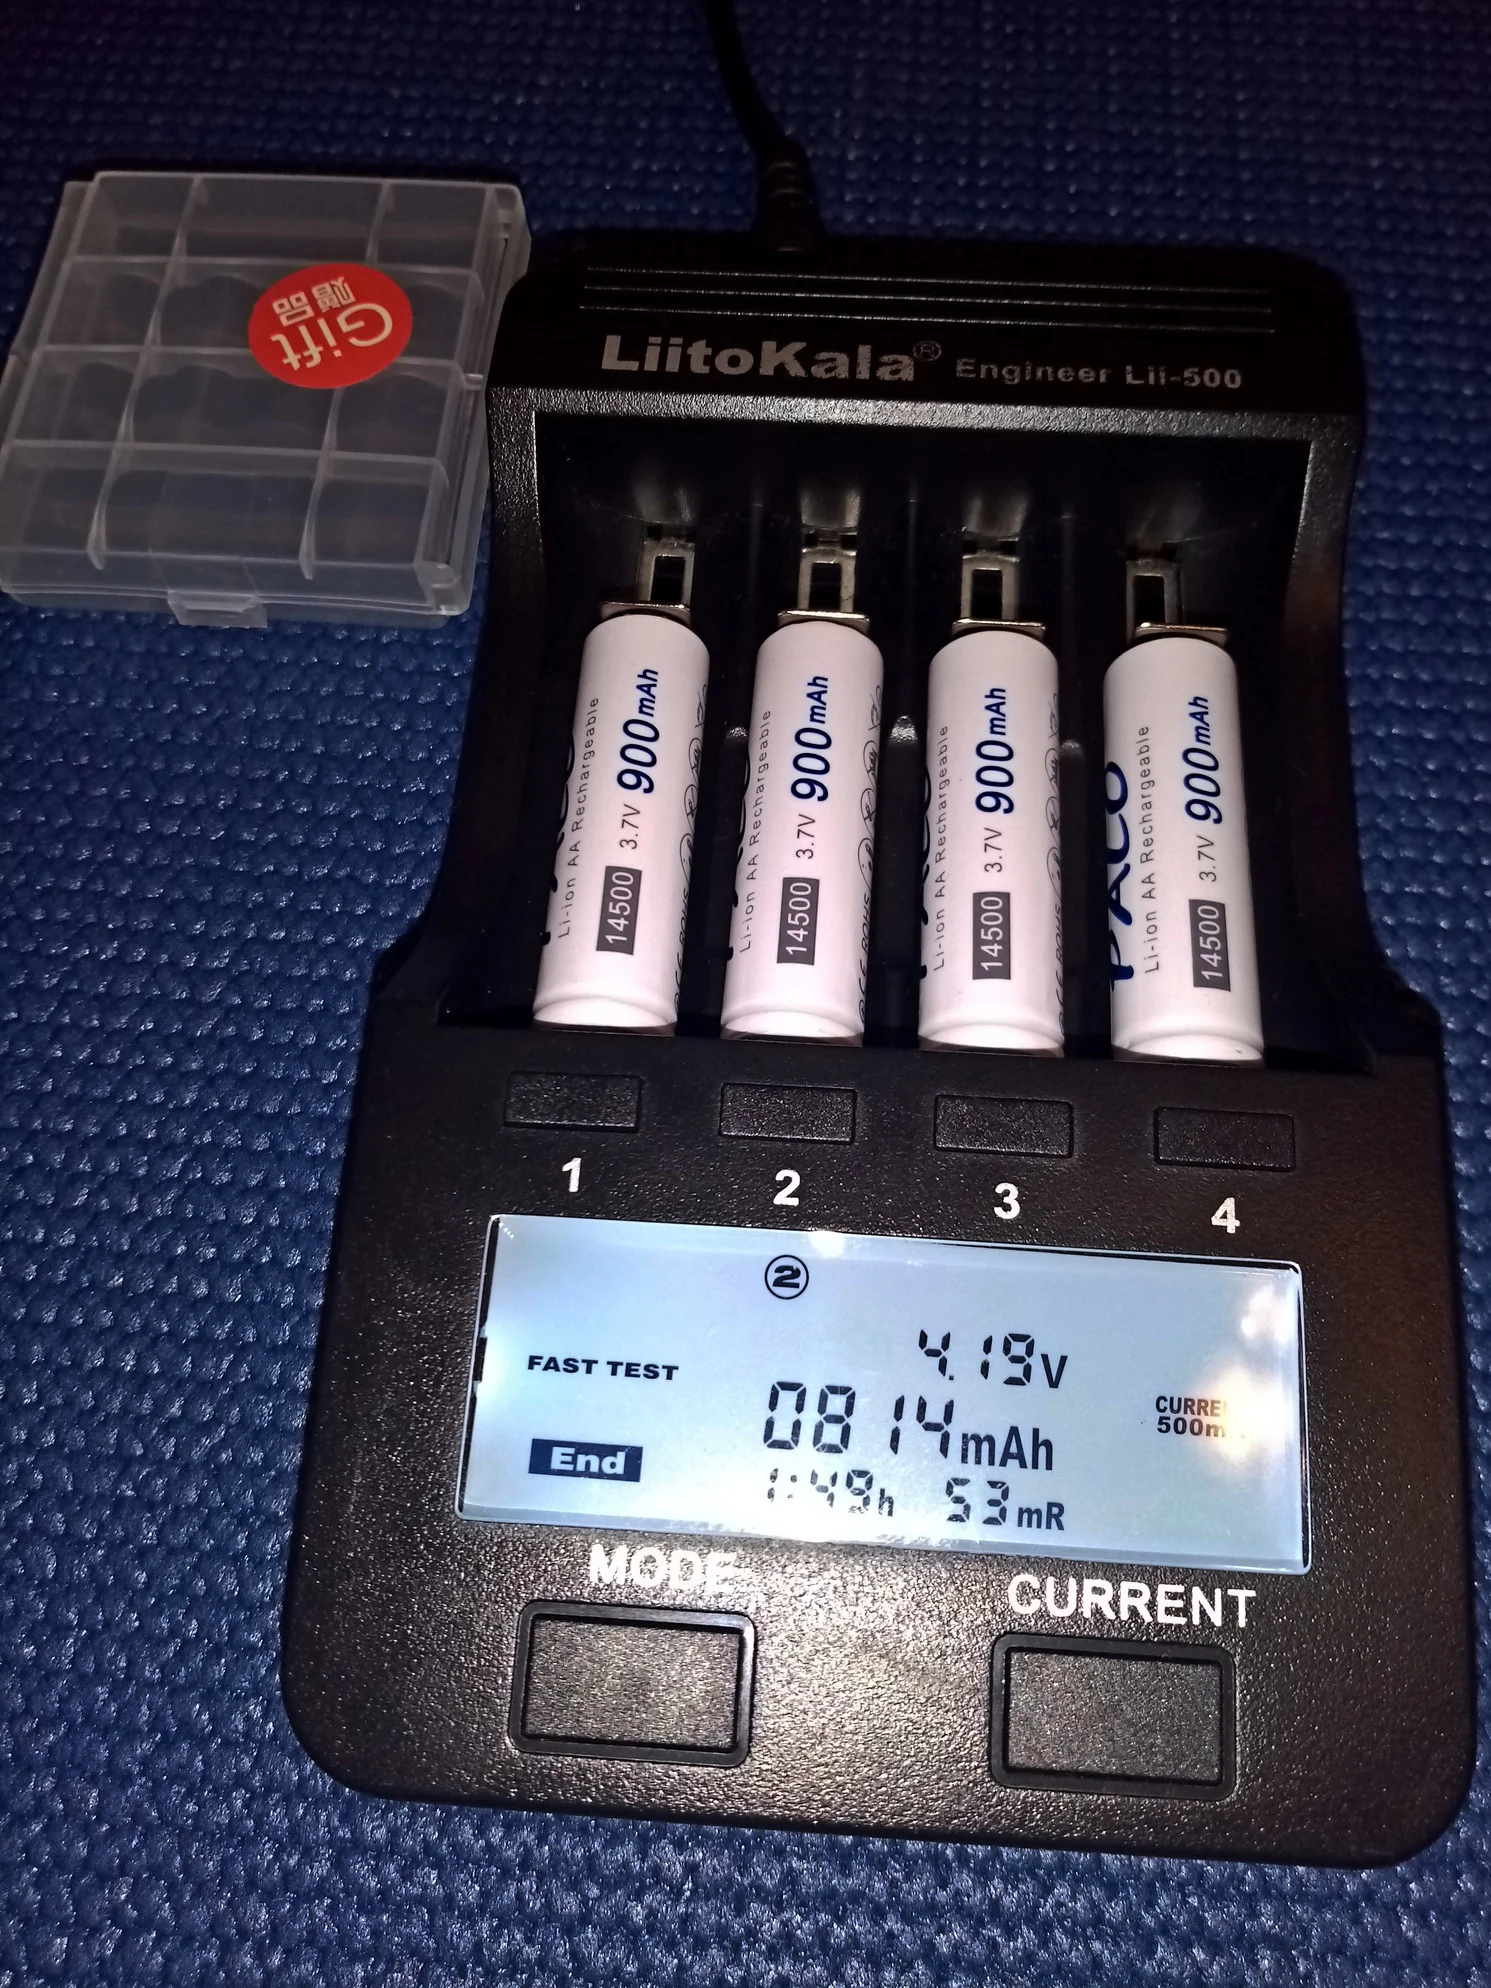 Gift
贈品
LiitoKala® Engineer Lii-500
Li-ion AA Rechargeable
14500 3.7V 900mAh
Li-ion AA Rechargeable
14500 3.7V 900mAh
Li-ion AA Rechargeable
14500 3.7V 900mAh
PALO
Li-ion AA Rechargeable
14500 3.7V 900mAh
1 2 3 4
②
4.19V
FAST TEST
0814mAh
End
1:49h 53mR
MODE
CURRENT